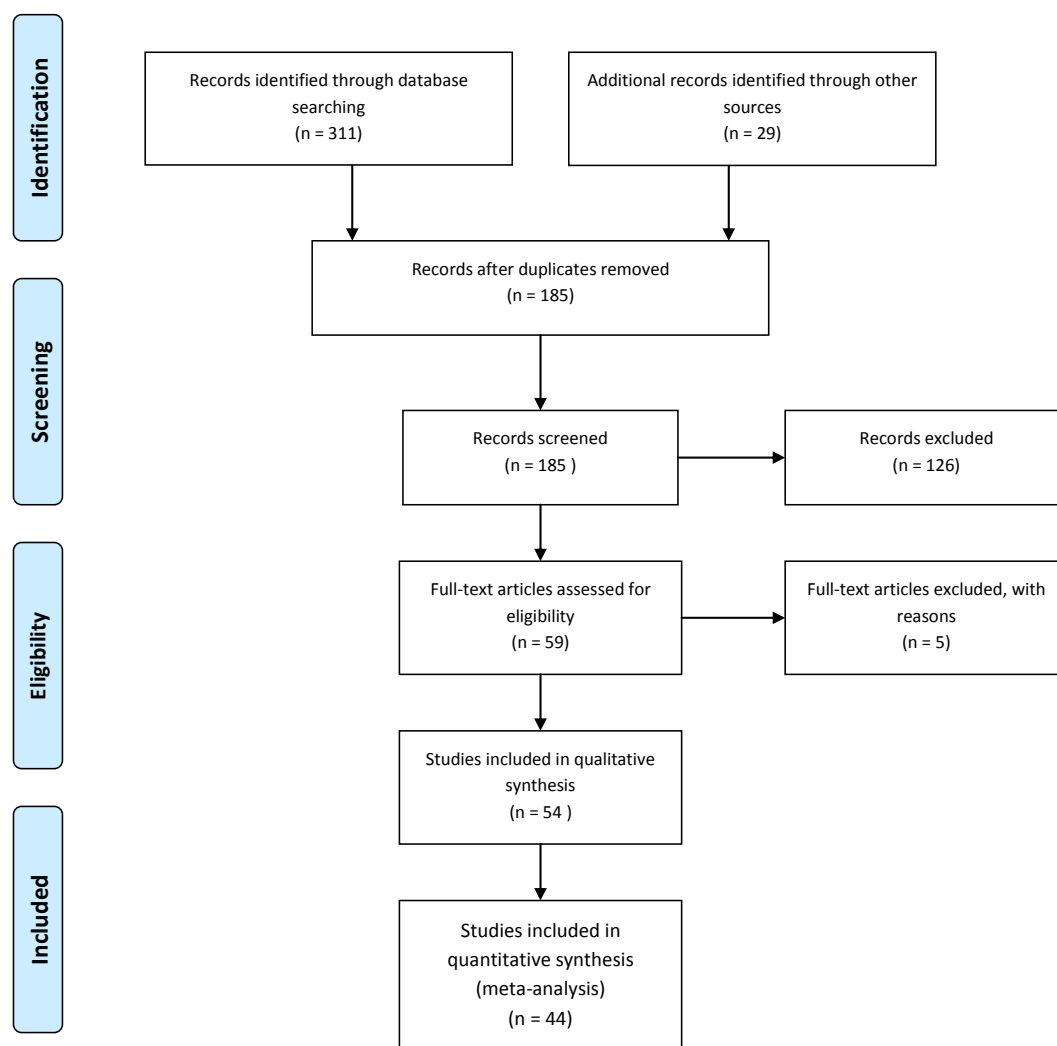 Identification
Records identified through database
searching
(n = 311)
Additional records identified through other
sources
(n = 29)
Records after duplicates removed
(n = 185)
Screening
Records screened
(n = 185 )
Records excluded
(n = 126)
Eligibility
Full-text articles assessed for
eligibility
(n = 59)
Full-text articles excluded, with
reasons
(n = 5)
Studies included in qualitative
synthesis
(n = 54 )
Included
Studies included in
quantitative synthesis
(meta-analysis)
(n = 44)